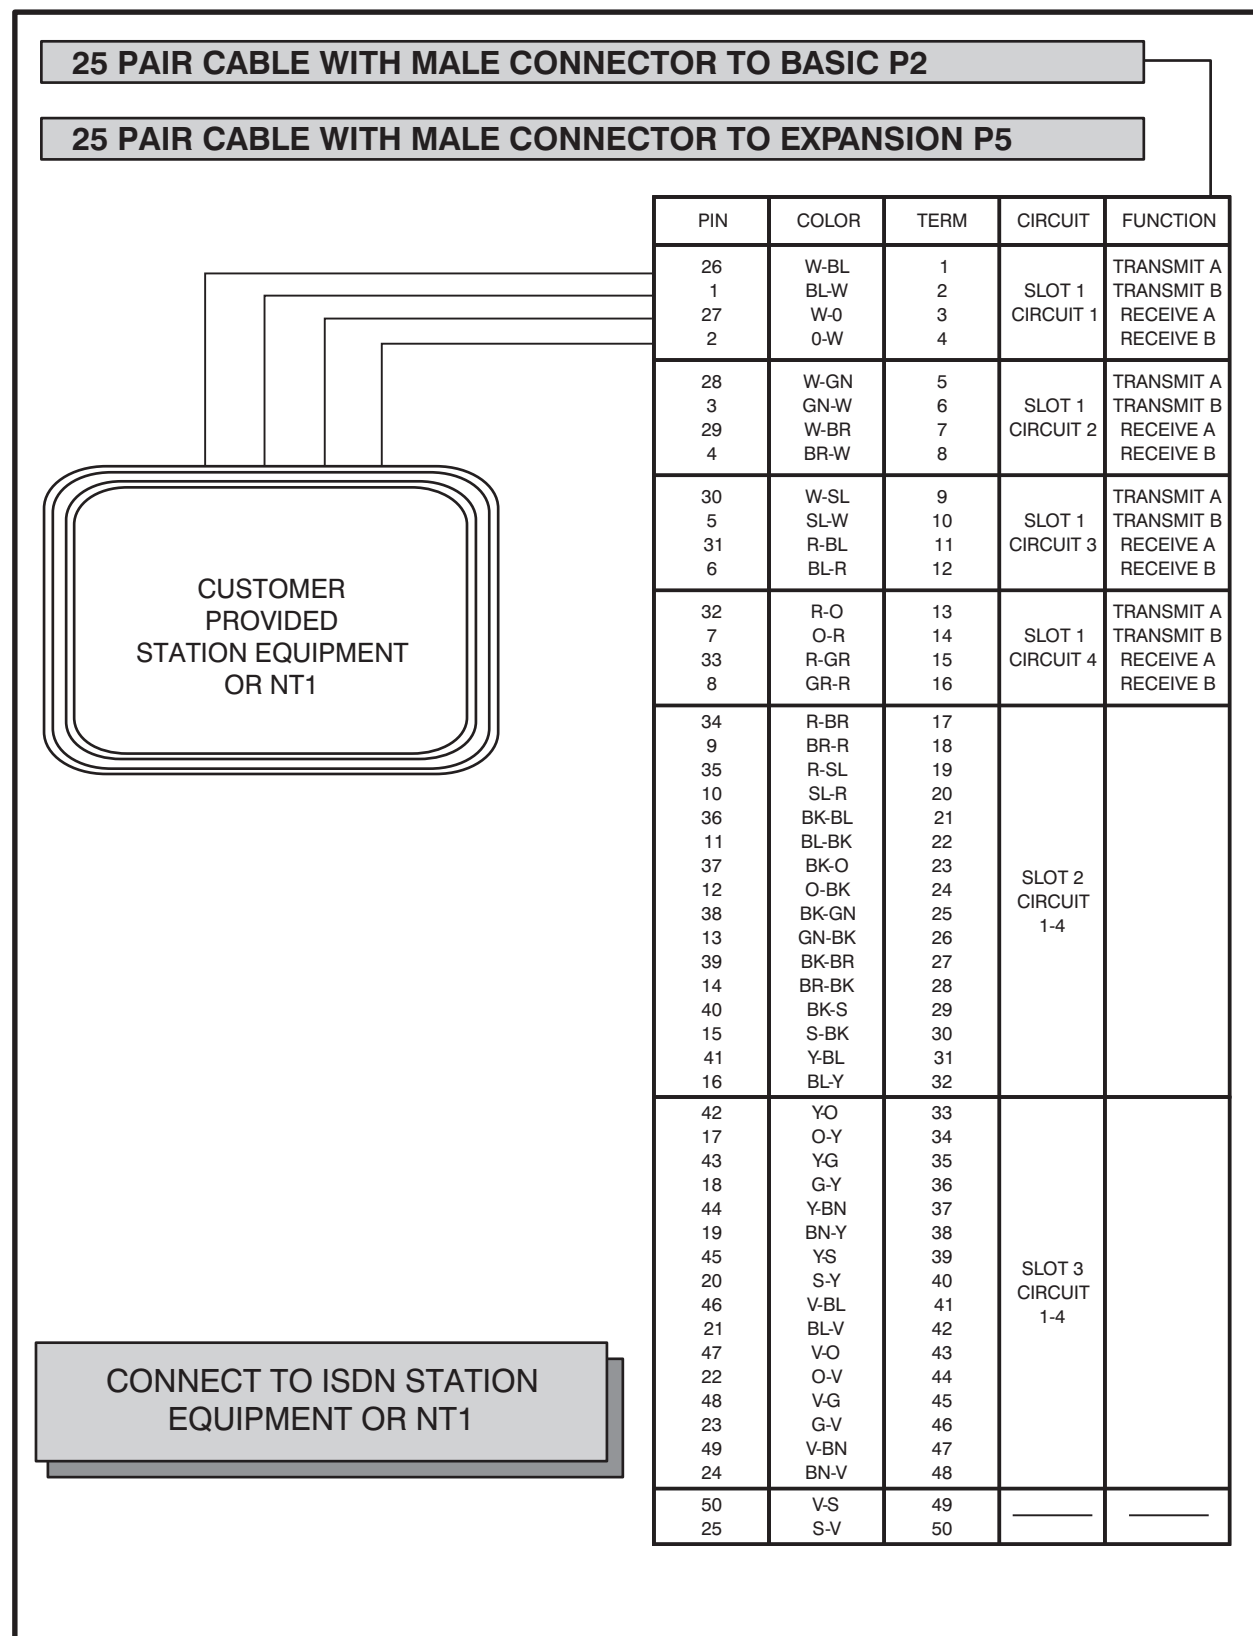 25 PAIR CABLE WITH MALE CONNECTOR TO BASIC P2
25 PAIR CABLE WITH MALE CONNECTOR TO EXPANSION P5
PIN COLOR TERM CIRCUIT FUNCTION
26 W-BL 1 TRANSMIT A
1 BL-W 2 SLOT 1 TRANSMIT B
27 W-0 3 CIRCUIT 1 RECEIVE A
2 0-W 4 RECEIVE B
28 W-GN 5 TRANSMIT A
3 GN-W 6 SLOT 1 TRANSMIT B
29 W-BR 7 CIRCUIT 2 RECEIVE A
4 BR-W 8 RECEIVE B
30 W-SL 9 TRANSMIT A
5 SL-W 10 SLOT 1 TRANSMIT B
31 R-BL 11 CIRCUIT 3 RECEIVE A
6 BL-R 12 RECEIVE B
32 R-O 13 TRANSMIT A
7 O-R 14 SLOT 1 TRANSMIT B
33 R-GR 15 CIRCUIT 4 RECEIVE A
8 GR-R 16 RECEIVE B
34 R-BR 17
9 BR-R 18
35 R-SL 19
10 SL-R 20
36 BK-BL 21
11 BL-BK 22
37 BK-O 23
12 O-BK 24
38 BK-GN 25
13 GN-BK 26
39 BK-BR 27
14 BR-BK 28
40 BK-S 29
15 S-BK 30
41 Y-BL 31
16 BL-Y 32
SLOT 2
CIRCUIT
1-4
42 Y-O 33
17 O-Y 34
43 Y-G 35
18 G-Y 36
44 Y-BN 37
19 BN-Y 38
45 Y-S 39
20 S-Y 40
46 V-BL 41
21 BL-V 42
47 V-O 43
22 O-V 44
48 V-G 45
23 G-V 46
49 V-BN 47
24 BN-V 48
SLOT 3
CIRCUIT
1-4
50 V-S 49
25 S-V 50
CUSTOMER
PROVIDED
STATION EQUIPMENT
OR NT1
CONNECT TO ISDN STATION
EQUIPMENT OR NT1